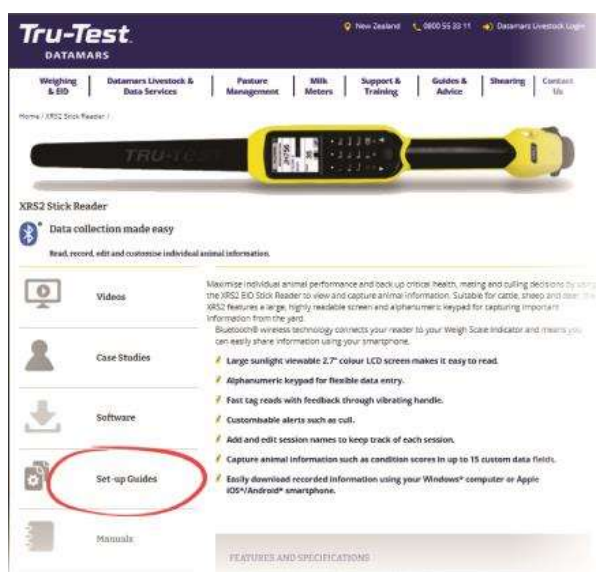 Tru-Test
DATAMARS
New Zealand
0800 55 33 11
Datamars Livestock Login
Weighing & EID
Datamars Livestock & Data Services
Pasture Management
Milk Meters
Support & Training
Guides & Advice
Shearing
Contact Us
Home / XRS2 Stick Reader /
TRU-TEST
XRS2 Stick Reader
Data collection made easy
Read, record, edit and customise individual animal information.
Videos
Case Studies
Software
Set-up Guides
Manuals
Maximise individual animal performance and back up critical health, mating and culling decisions by using
the XRS2 EID Stick Reader to view and capture animal information. Suitable for cattle, sheep and deer the
XRS2 features a large, highly readable screen and alphanumeric keypad for capturing important
information from the yard.
Bluetooth® wireless technology connects your reader to your Weigh Scale Indicator and means you
can easily share information using your smartphone.
Large sunlight viewable 2.7" colour LCD screen makes it easy to read.
Alphanumeric keypad for flexible data entry.
Fast tag reads with feedback through vibrating handle.
Customisable alerts such as cull.
Add and edit session names to keep track of each session.
Capture animal information such as condition scores in up to 15 custom data fields.
Easily download recorded information using your Windows* computer or Apple
iOS*/Android* smartphone.
FEATURES AND SPECIFICATIONS